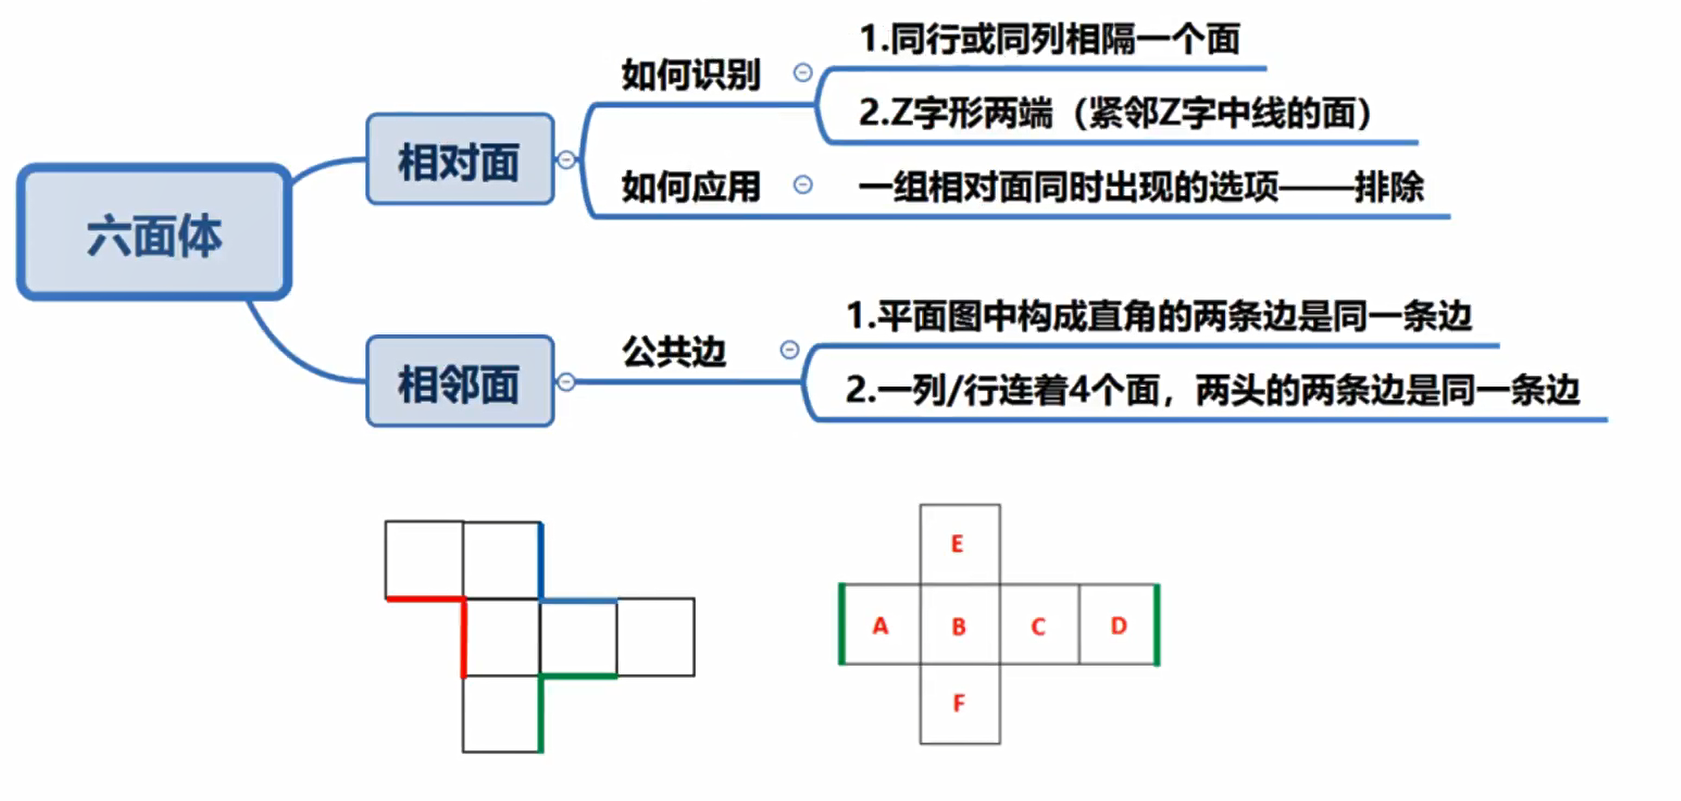 六面体
相对面
如何识别
1.同行或同列相隔一个面
2.Z字形两端（紧邻Z字中线的面）
如何应用
一组相对面同时出现的选项——排除
相邻面
公共边
1.平面图中构成直角的两条边是同一条边
2.一列/行连着4个面，两头的两条边是同一条边
E
A B C D
F